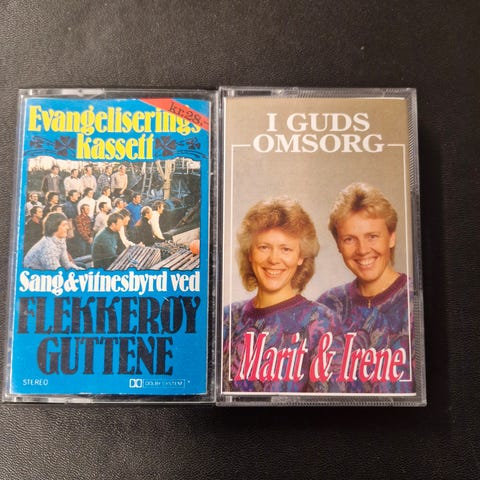 kr.28,-
Evangeliserings
kassett
Sang & vitnesbyrd ved
FLEKKERØY
GUTTENE
STEREO
DOLBY SYSTEM
I GUDS
OMSORG
Marit & Irene